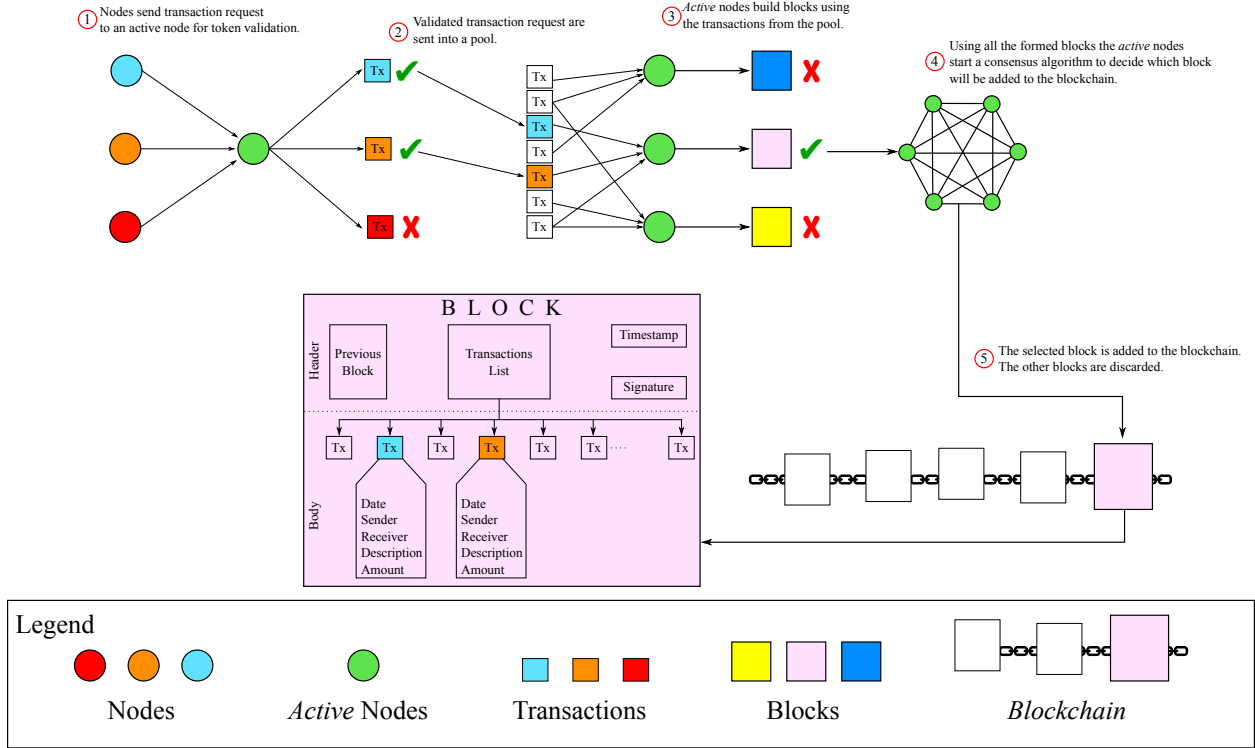 1 Nodes send transaction request
to an active node for token validation.
2 Validated transaction request are
sent into a pool.
3 Active nodes build blocks using
the transactions from the pool.
4 Using all the formed blocks the active nodes
start a consensus algorithm to decide which block
will be added to the blockchain.
Tx
Tx
Tx
Tx
Tx
Tx
Tx
Tx
Tx
Tx
5 The selected block is added to the blockchain.
The other blocks are discarded.
BLOCK
Header
Previous
Block
Transactions
List
Timestamp
Signature
Body
Tx Tx Tx Tx Tx Tx .... Tx
Date
Sender
Receiver
Description
Amount
Date
Sender
Receiver
Description
Amount
Legend
Nodes Active Nodes Transactions Blocks Blockchain